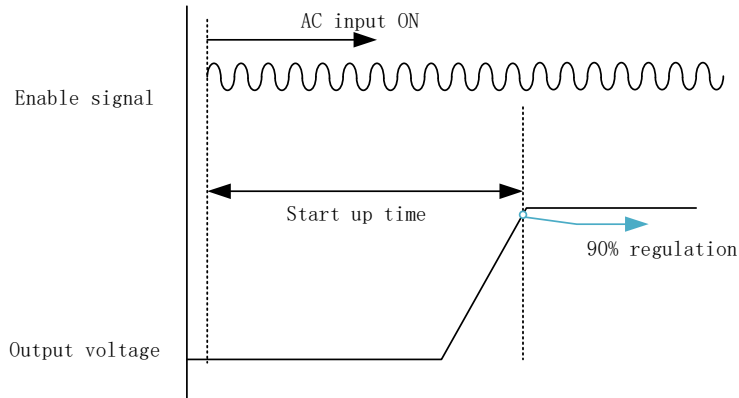 AC input ON
Enable signal
Start up time
90% regulation
Output voltage